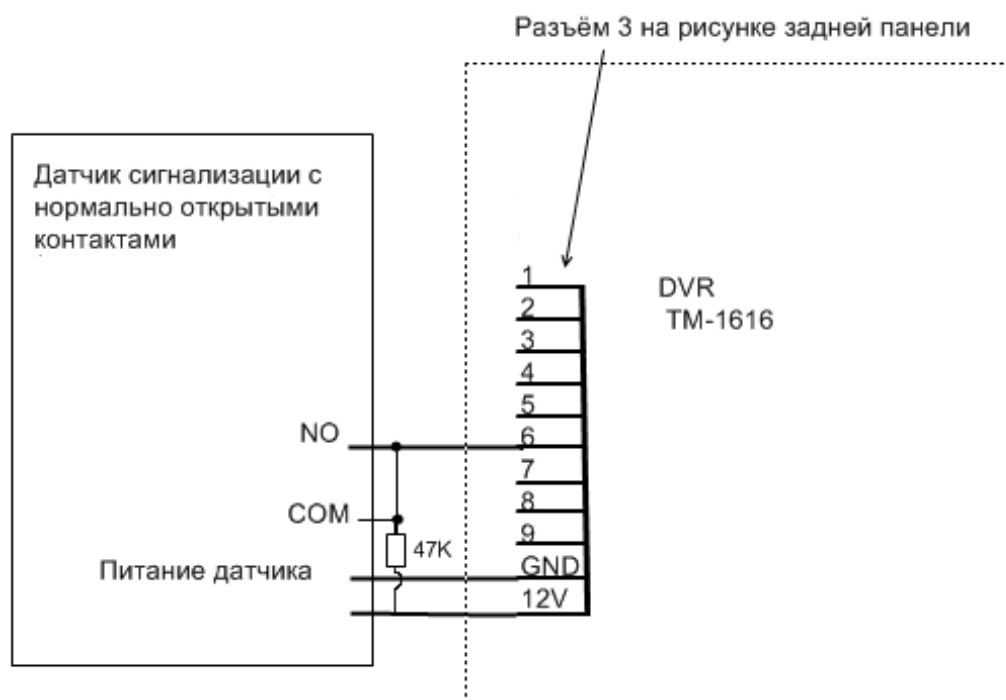 Разъём 3 на рисунке задней панели
Датчик сигнализации с
нормально открытыми
контактами
1
2
3
4
5
6
7
8
9
GND
12V
DVR
TM-1616
NO
COM
47K
Питание датчика